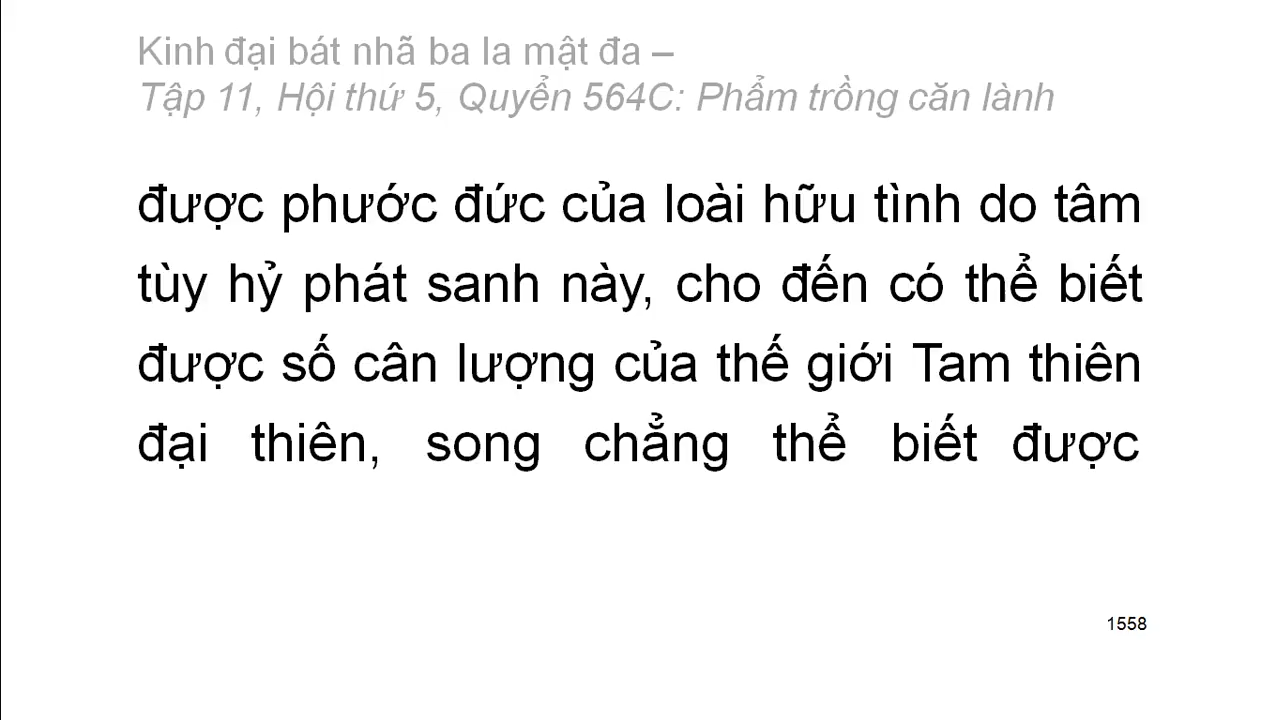 Kinh đại bát nhã ba la mật đa –
Tập 11, Hội thứ 5, Quyển 564C: Phẩm trồng căn lành
được phước đức của loài hữu tình do tâm
tùy hỷ phát sanh này, cho đến có thể biết
được số cân lượng của thế giới Tam thiên
đại thiên, song chẳng thể biết được
1558